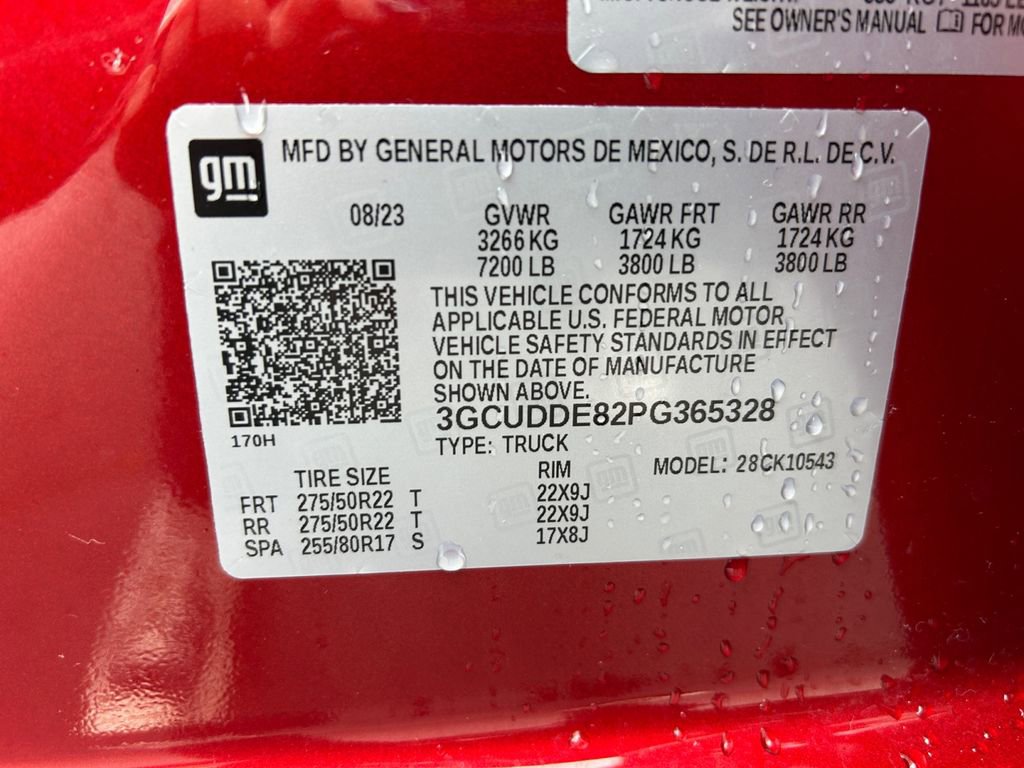 SEE OWNER'S MANUAL FOR
gm
MFD BY GENERAL MOTORS DE MEXICO, S. DE R.L. DE C.V.
08/23 GVWR GAWR FRT GAWR RR
3266 KG 1724 KG 1724 KG
7200 LB 3800 LB 3800 LB
THIS VEHICLE CONFORMS TO ALL
APPLICABLE U.S. FEDERAL MOTOR
VEHICLE SAFETY STANDARDS IN EFFECT
ON THE DATE OF MANUFACTURE
SHOWN ABOVE.
3GCUDDE82PG365328
170H
TYPE: TRUCK
TIRE SIZE RIM MODEL: 28CK10543
FRT 275/50R22 T 22X9J
RR 275/50R22 T 22X9J
SPA 255/80R17 S 17X8J